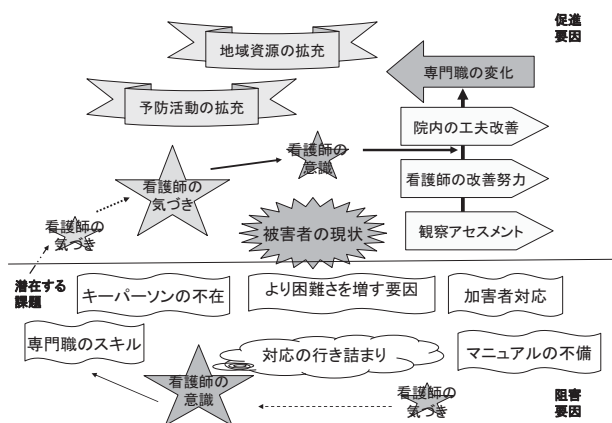 促進
要因
地域資源の拡充
専門職の変化
予防活動の拡充
院内の工夫改善
看護師の
意識
看護師の
気づき
看護師の改善努力
看護師の
気づき
被害者の現状
観察アセスメント
潜在する
課題
キーパーソンの不在
より困難さを増す要因
加害者対応
専門職のスキル
対応の行き詰まり
マニュアルの不備
看護師の
意識
看護師の
気づき
阻害
要因